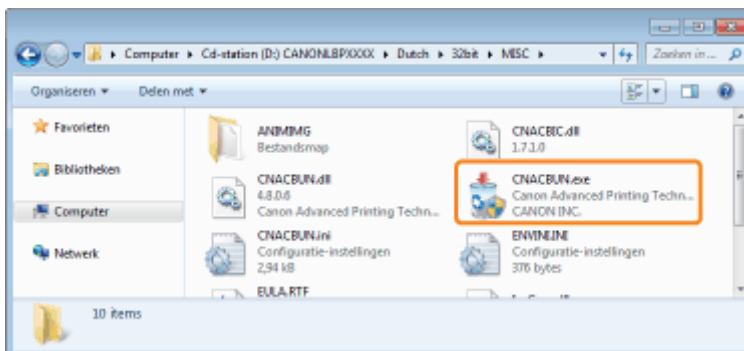 Computer ▸ Cd-station (D:) CANONLBPXXXX ▸ Dutch ▸ 32bit ▸ MISC ▸
Zoeken in ...
Organiseren
Delen met
Favorieten
Bibliotheken
Computer
Netwerk
ANIMIMG
Bestandsmap
CNACBIC.dll
1.7.1.0
CNACBUN.dll
4.8.0.6
Canon Advanced Printing Techn...
CNACBUN.exe
Canon Advanced Printing Techn...
CANON INC.
CNACBUN.ini
Configuratie-instellingen
2,94 kB
ENVINI.INI
Configuratie-instellingen
376 bytes
EULA.RTF
10 items